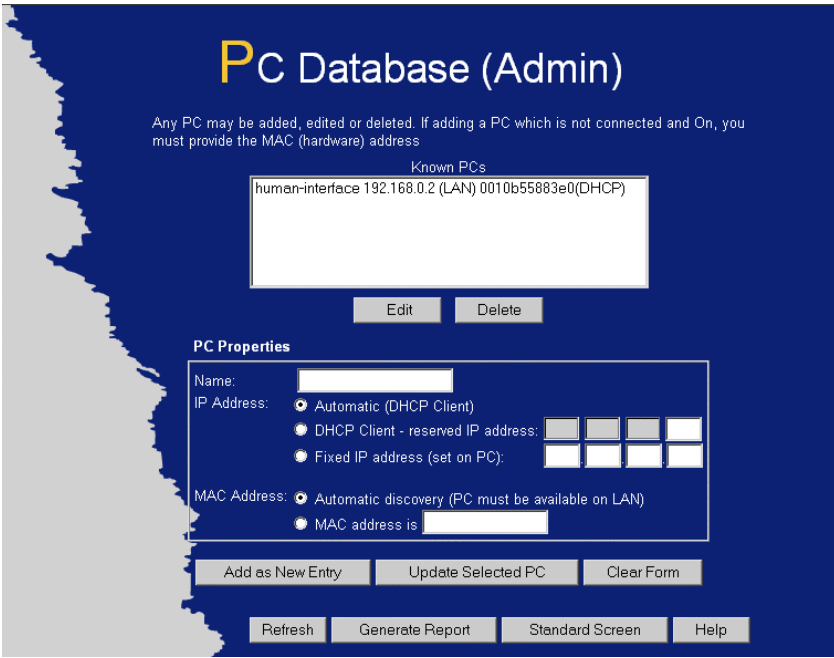 PC Database (Admin)
Any PC may be added, edited or deleted. If adding a PC which is not connected and On, you
must provide the MAC (hardware) address
Known PCs
human-interface 192.168.0.2 (LAN) 0010b55883e0(DHCP)
Edit Delete
PC Properties
Name:
IP Address: Automatic (DHCP Client)
DHCP Client - reserved IP address:
Fixed IP address (set on PC):
MAC Address: Automatic discovery (PC must be available on LAN)
MAC address is
Add as New Entry Update Selected PC Clear Form
Refresh Generate Report Standard Screen Help